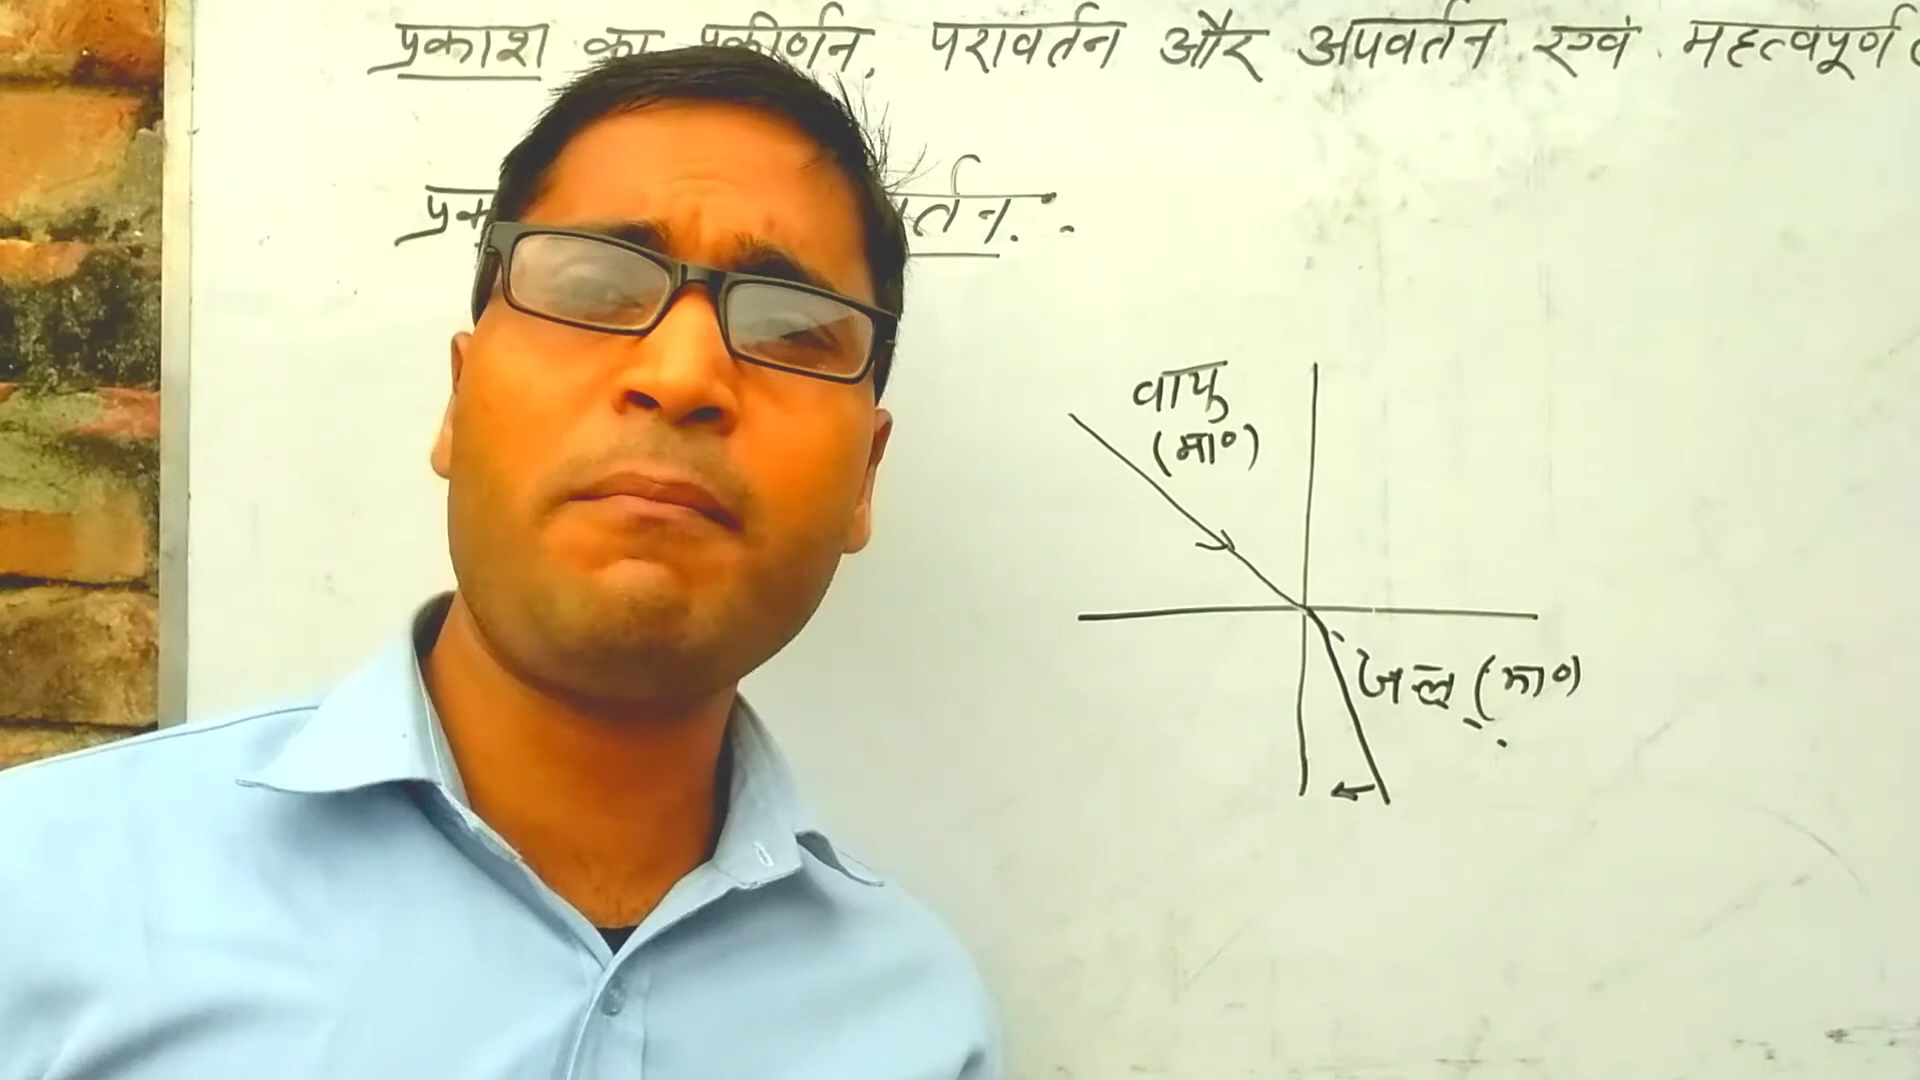 प्रकाश का प्रकीर्णन, परावर्तन और अपवर्तन एवं महत्वपूर्ण
वायु
(मा०)
जल (मा०)